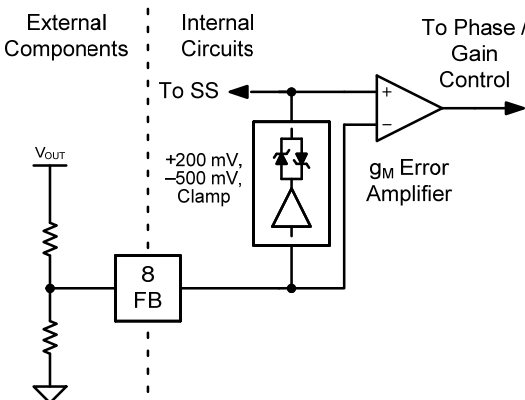 External
Components
Internal
Circuits
To Phase /
Gain
Control
To SS
+
−
+200 mV,
–500 mV,
Clamp
gM Error
Amplifier
VOUT
8
FB